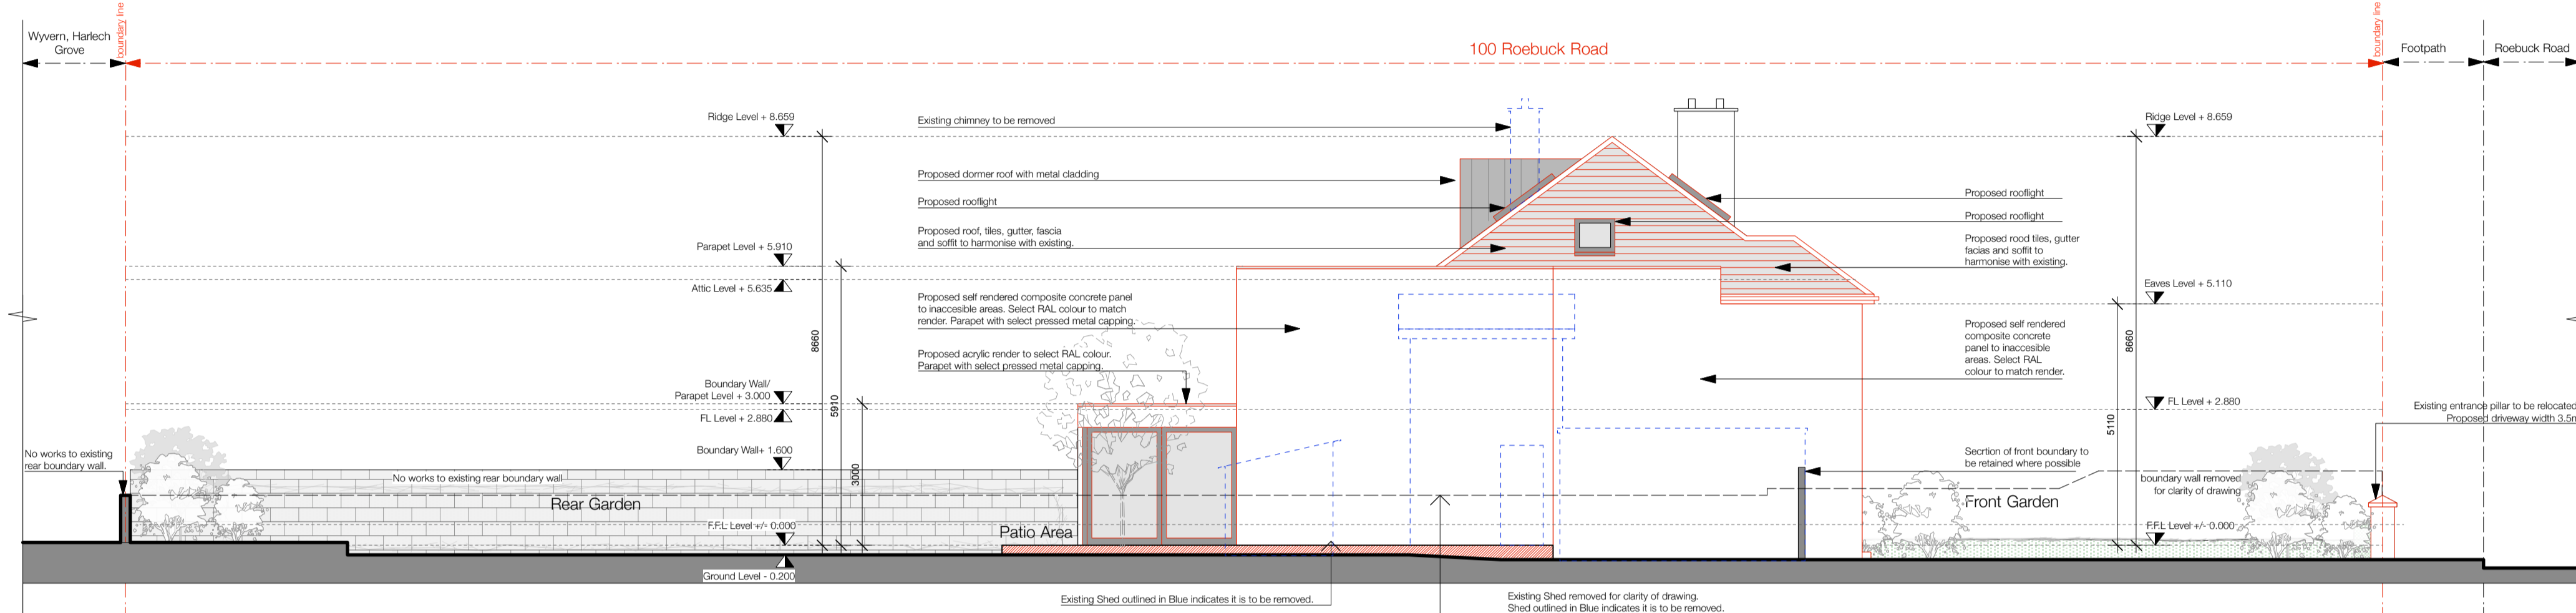 Wyvern, Harlech
Grove
boundary line
100 Roebuck Road
boundary line
Footpath
Roebuck Road
Ridge Level + 8.659
Existing chimney to be removed
Ridge Level + 8.659
Proposed dormer roof with metal cladding
Proposed rooflight
Proposed roof, tiles, gutter, fascia
and soffit to harmonise with existing.
Proposed rooflight
Proposed rooflight
Proposed rood tiles, gutter
facias and soffit to
harmonise with existing.
Parapet Level + 5.910
Attic Level + 5.635
Eaves Level + 5.110
Proposed self rendered composite concrete panel
to inaccesible areas. Select RAL colour to match
render. Parapet with select pressed metal capping.
Proposed acrylic render to select RAL colour.
Parapet with select pressed metal capping.
Proposed self rendered
composite concrete
panel to inaccesible
areas. Select RAL
colour to match render.
8660
5910
3000
8660
5110
Boundary Wall/
Parapet Level + 3.000
FL Level + 2.880
FL Level + 2.880
Existing entrance pillar to be relocated
Proposed driveway width 3.5m
Boundary Wall+ 1.600
No works to existing
rear boundary wall.
No works to existing rear boundary wall
Rear Garden
Secrtion of front boundary to
be retained where possible
boundary wall removed
for clarity of drawing
Front Garden
F.F.L Level +/- 0.000
Patio Area
F.F.L Level +/- 0.000
Ground Level - 0.200
Existing Shed outlined in Blue indicates it is to be removed.
Existing Shed removed for clarity of drawing.
Shed outlined in Blue indicates it is to be removed.